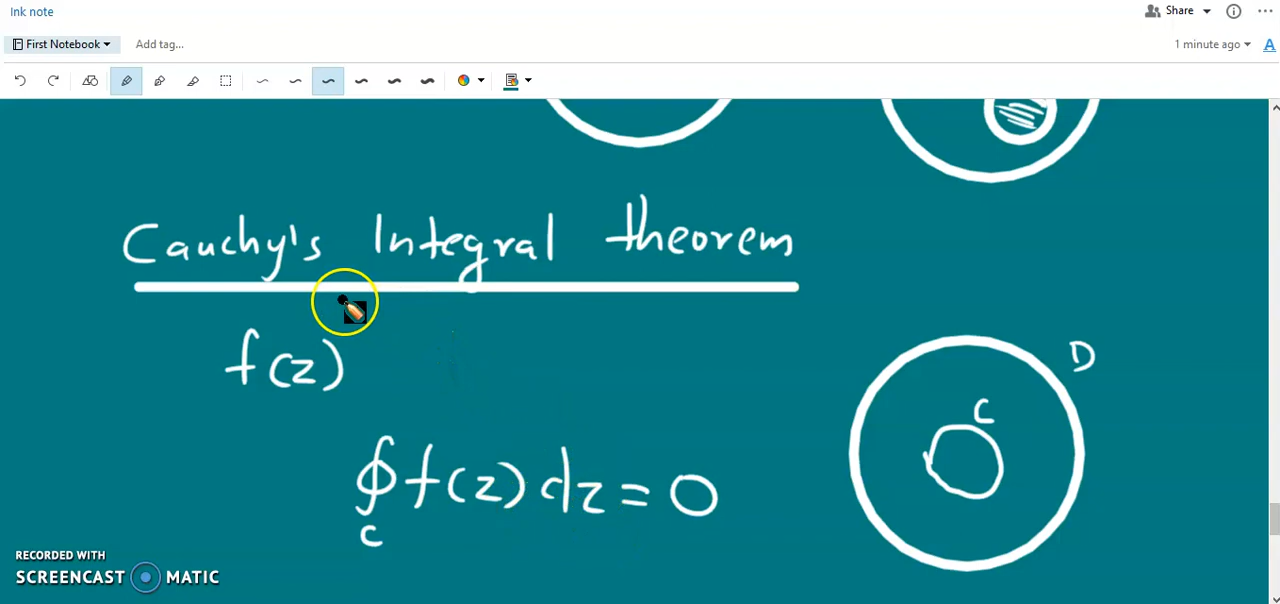 Ink note
Share
First Notebook
Add tag...
1 minute ago
A
Cauchy's Integral theorem
f(z)
D
C
∮ f(z) dz = 0
c
RECORDED WITH
SCREENCAST MATIC